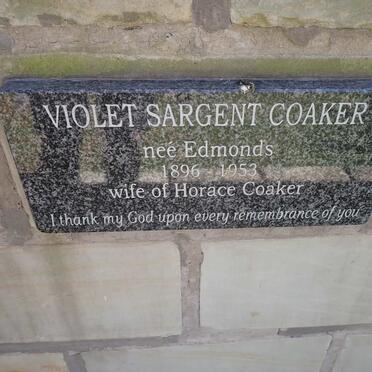 VIOLET SARGENT COAKER
neé Edmonds
1896 - 1953
wife of Horace Coaker
I thank my God upon every remembrance of you